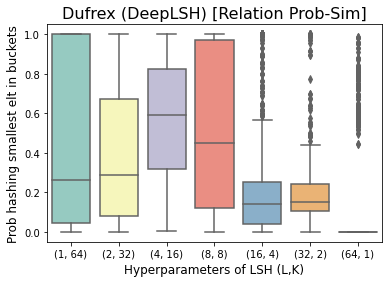 Dufrex (DeepLSH) [Relation Prob-Sim]
Prob hashing smallest elt in buckets
1.0
0.8
0.6
0.4
0.2
0.0
(1, 64) (2, 32) (4, 16) (8, 8) (16, 4) (32, 2) (64, 1)
Hyperparameters of LSH (L,K)